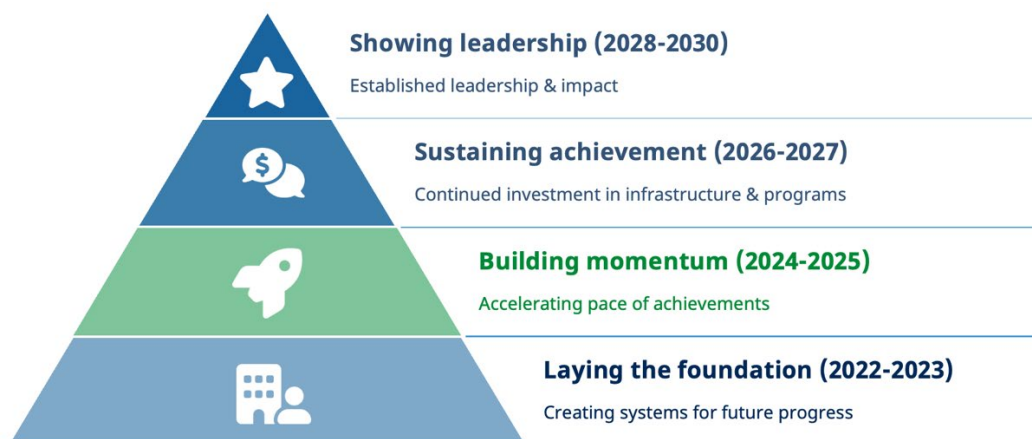 Showing leadership (2028-2030)
Established leadership & impact
$
Sustaining achievement (2026-2027)
Continued investment in infrastructure & programs
Building momentum (2024-2025)
Accelerating pace of achievements
Laying the foundation (2022-2023)
Creating systems for future progress